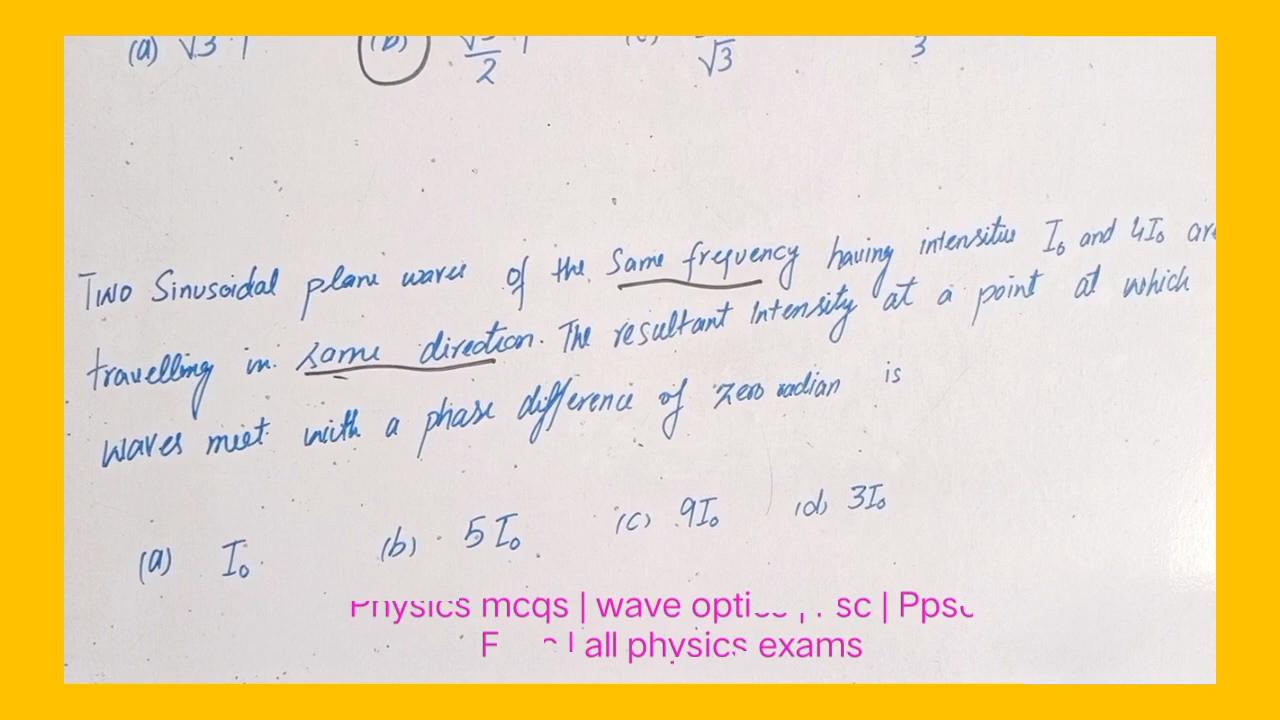 (a) √3 : 1 (b) 2 √3 3
Two Sinusoidal plane waves of the Same frequency having intensities I₀ and 4I₀ are
travelling in same direction. The resultant Intensity at a point at which
waves meet with a phase difference of zero radian is
(a) I₀ (b) 5I₀ (c) 9I₀ (d) 3I₀
Physics mcqs | wave optics | sc | Ppsc
F | all physics exams